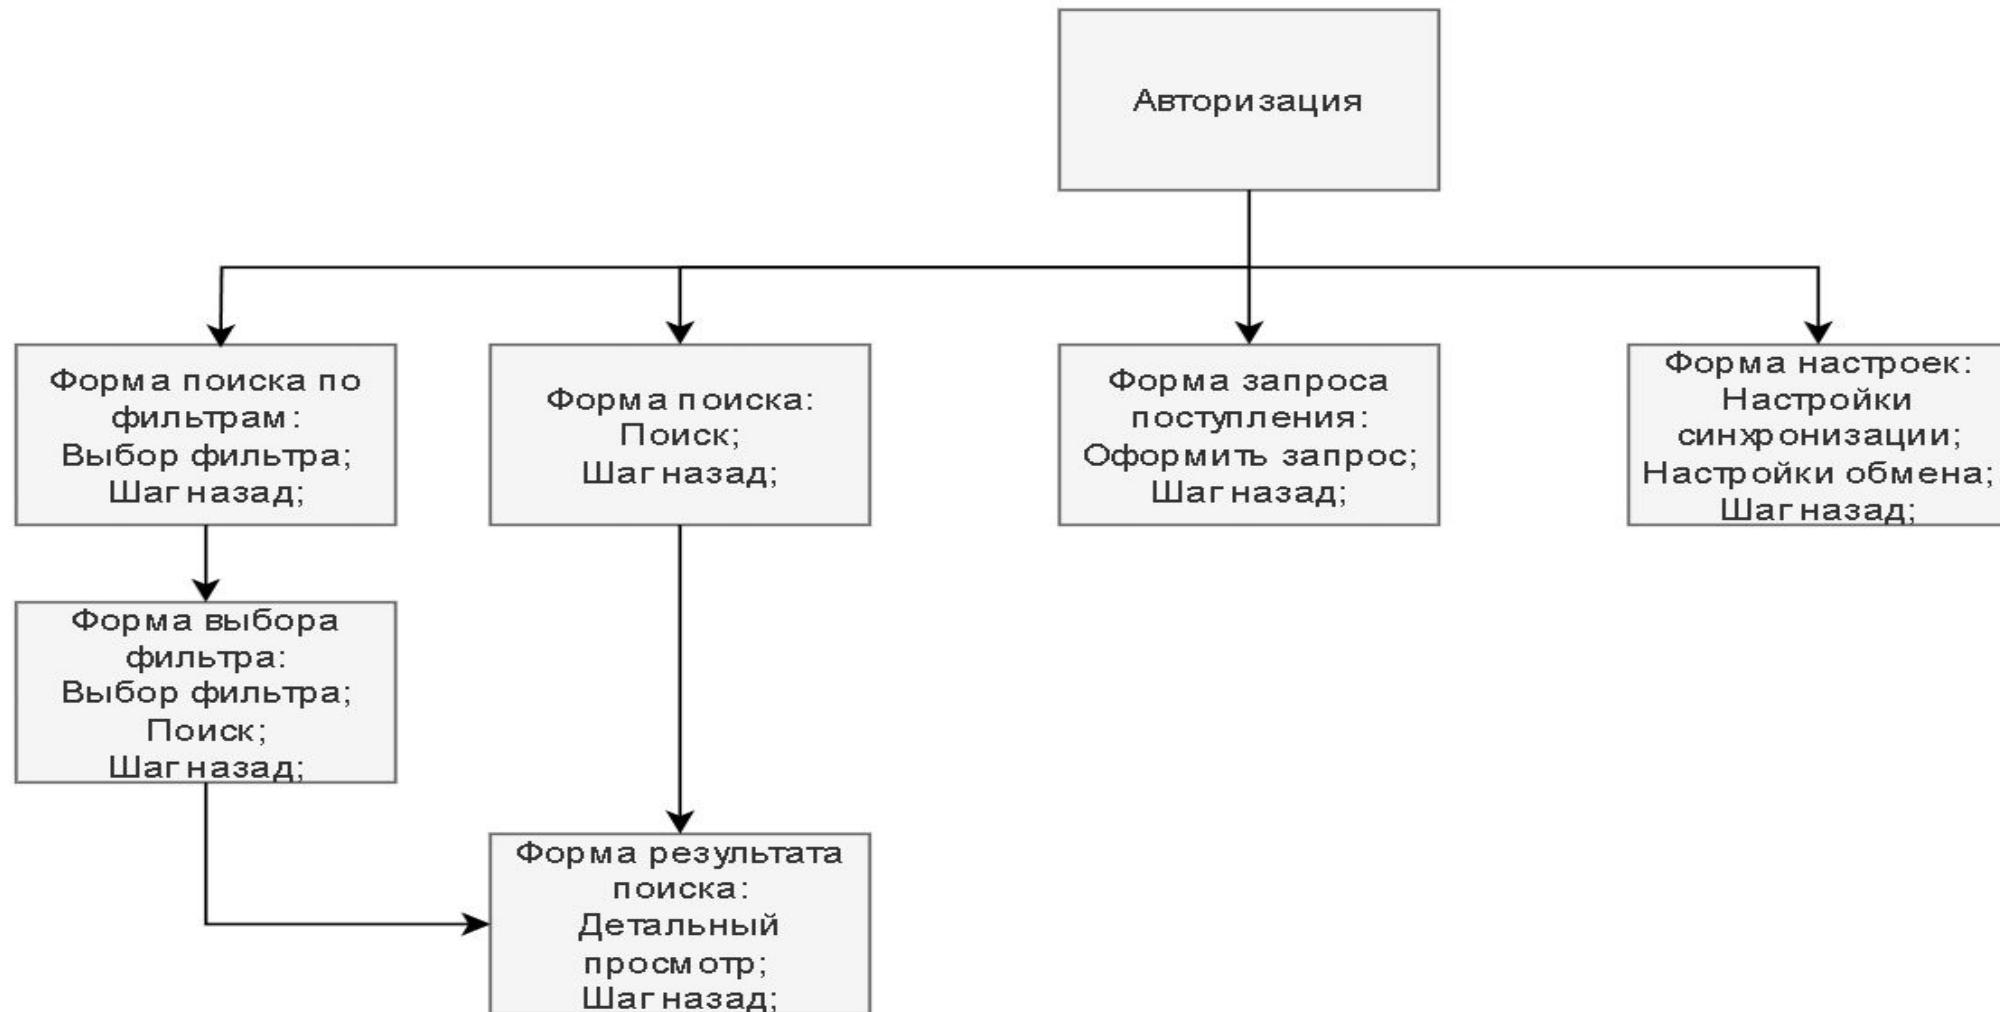 Авторизация
Форма поиска по
фильтрам:
Выбор фильтра;
Шаг назад;
Форма поиска:
Поиск;
Шаг назад;
Форма запроса
поступления:
Оформить запрос;
Шаг назад;
Форма настроек:
Настройки
синхронизации;
Настройки обмена;
Шаг назад;
Форма выбора
фильтра:
Выбор фильтра;
Поиск;
Шаг назад;
Форма результата
поиска:
Детальный
просмотр;
Шаг назад;